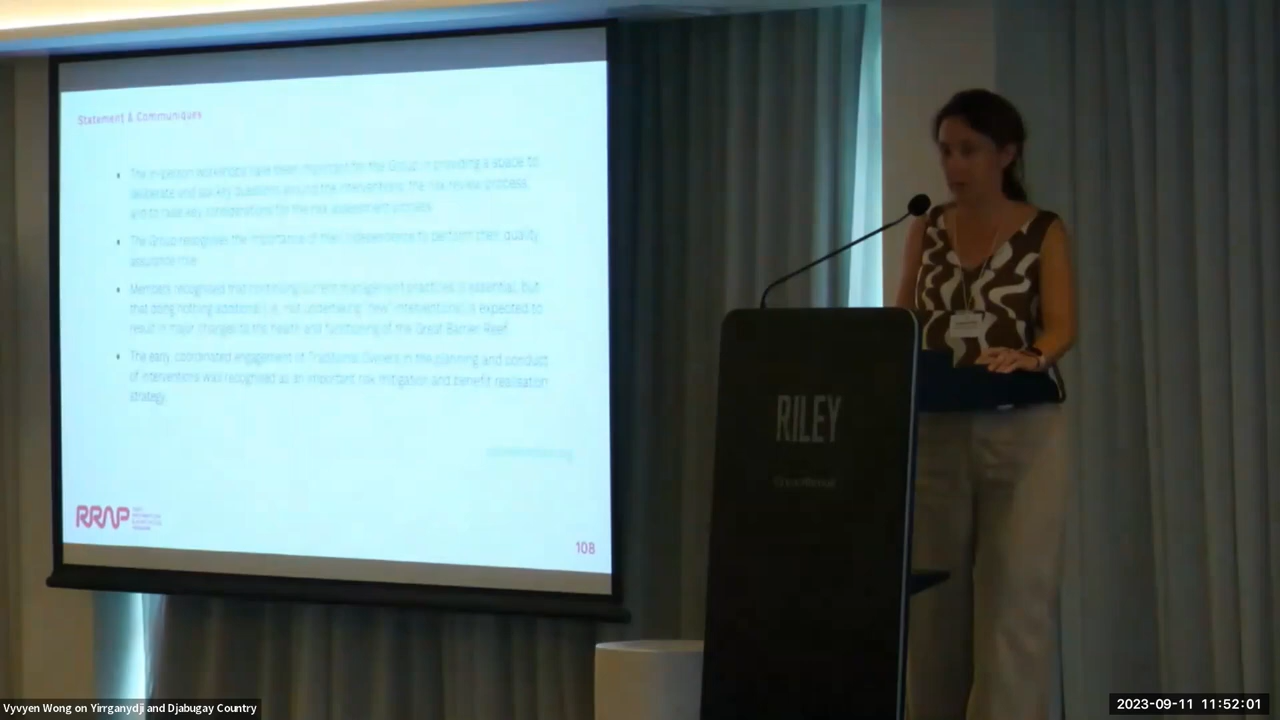 Statement & Communiques
The in-person workshops have been important for the Group in providing a space to
deliberate and ask key questions around the interventions, the risk review process,
and to raise key considerations for the risk assessment process.
The Group recognises the importance of their independence to perform their quality
assurance role.
Members recognised that continuing current management practices is essential, but
that doing nothing additional (i.e. not undertaking 'new' interventions) is expected to
result in major changes to the health and functioning of the Great Barrier Reef.
The early, coordinated engagement of Traditional Owners in the planning and conduct
of interventions was recognised as an important risk mitigation and benefit realisation
strategy.
RRAP
108
RILEY
Vyvyen Wong on Yirrganydji and Djabugay Country
2023-09-11 11:52:01